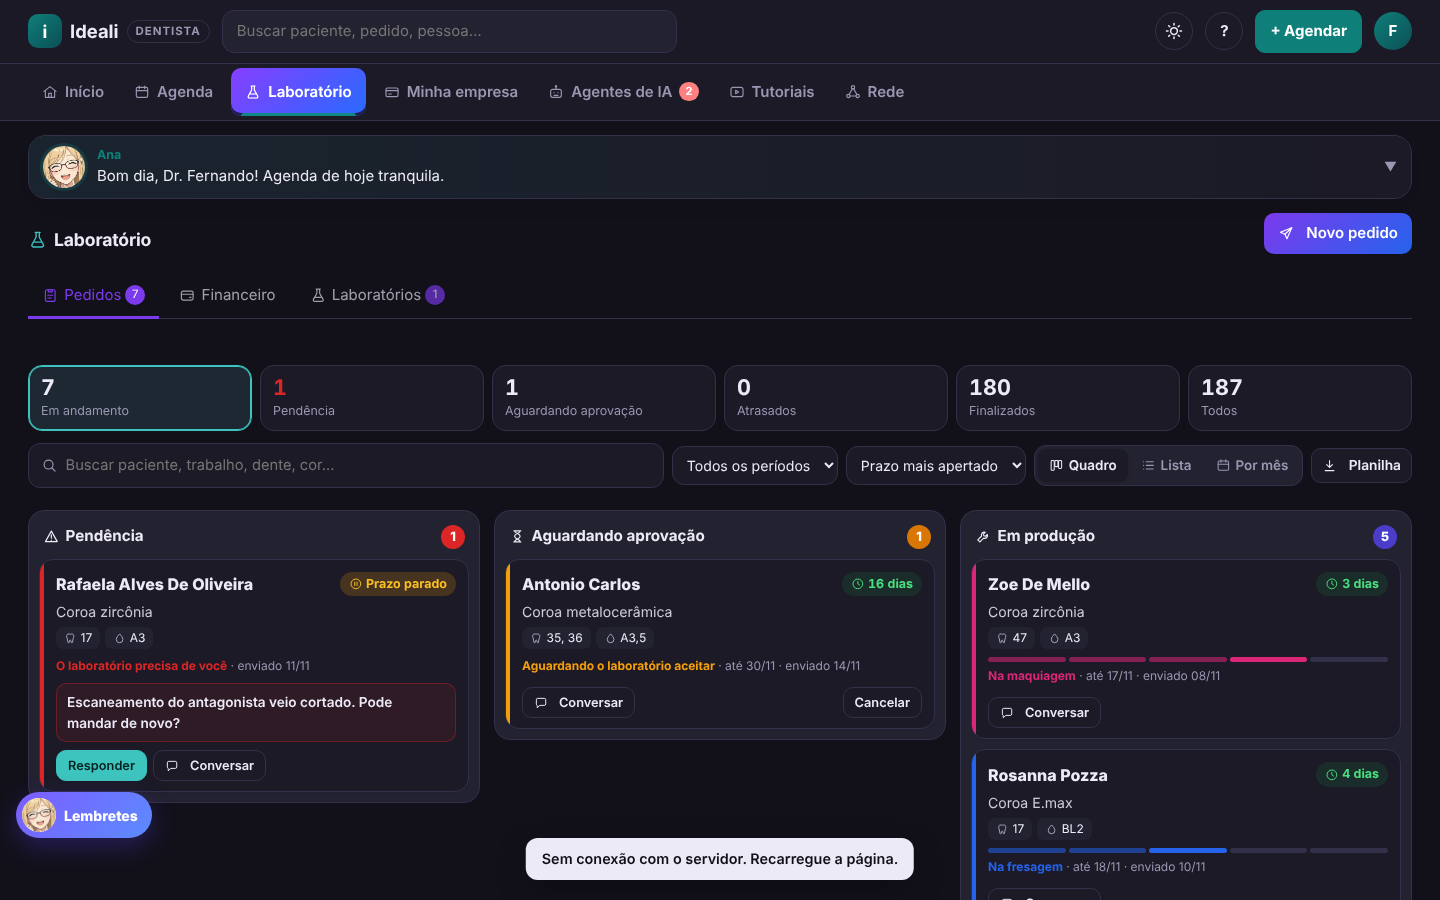 i Ideali DENTISTA Buscar paciente, pedido, pessoa... ? + Agendar F
Início Agenda Laboratório Minha empresa Agentes de IA 2 Tutoriais Rede
Ana
Bom dia, Dr. Fernando! Agenda de hoje tranquila.
Laboratório
Novo pedido
Pedidos 7 Financeiro Laboratórios 1
7
Em andamento
1
Pendência
1
Aguardando aprovação
0
Atrasados
180
Finalizados
187
Todos
Buscar paciente, trabalho, dente, cor... Todos os períodos Prazo mais apertado Quadro Lista Por mês Planilha
Pendência 1
Rafaela Alves De Oliveira Prazo parado
Coroa zircônia
17 A3
O laboratório precisa de você · enviado 11/11
Escaneamento do antagonista veio cortado. Pode
mandar de novo?
Responder Conversar
Aguardando aprovação 1
Antonio Carlos 16 dias
Coroa metalocerâmica
35, 36 A3,5
Aguardando o laboratório aceitar · até 30/11 · enviado 14/11
Conversar Cancelar
Em produção 5
Zoe De Mello 3 dias
Coroa zircônia
47 A3
Na maquiagem · até 17/11 · enviado 08/11
Conversar
Rosanna Pozza 4 dias
Coroa E.max
17 BL2
Na fresagem · até 18/11 · enviado 10/11
Lembretes
Sem conexão com o servidor. Recarregue a página.